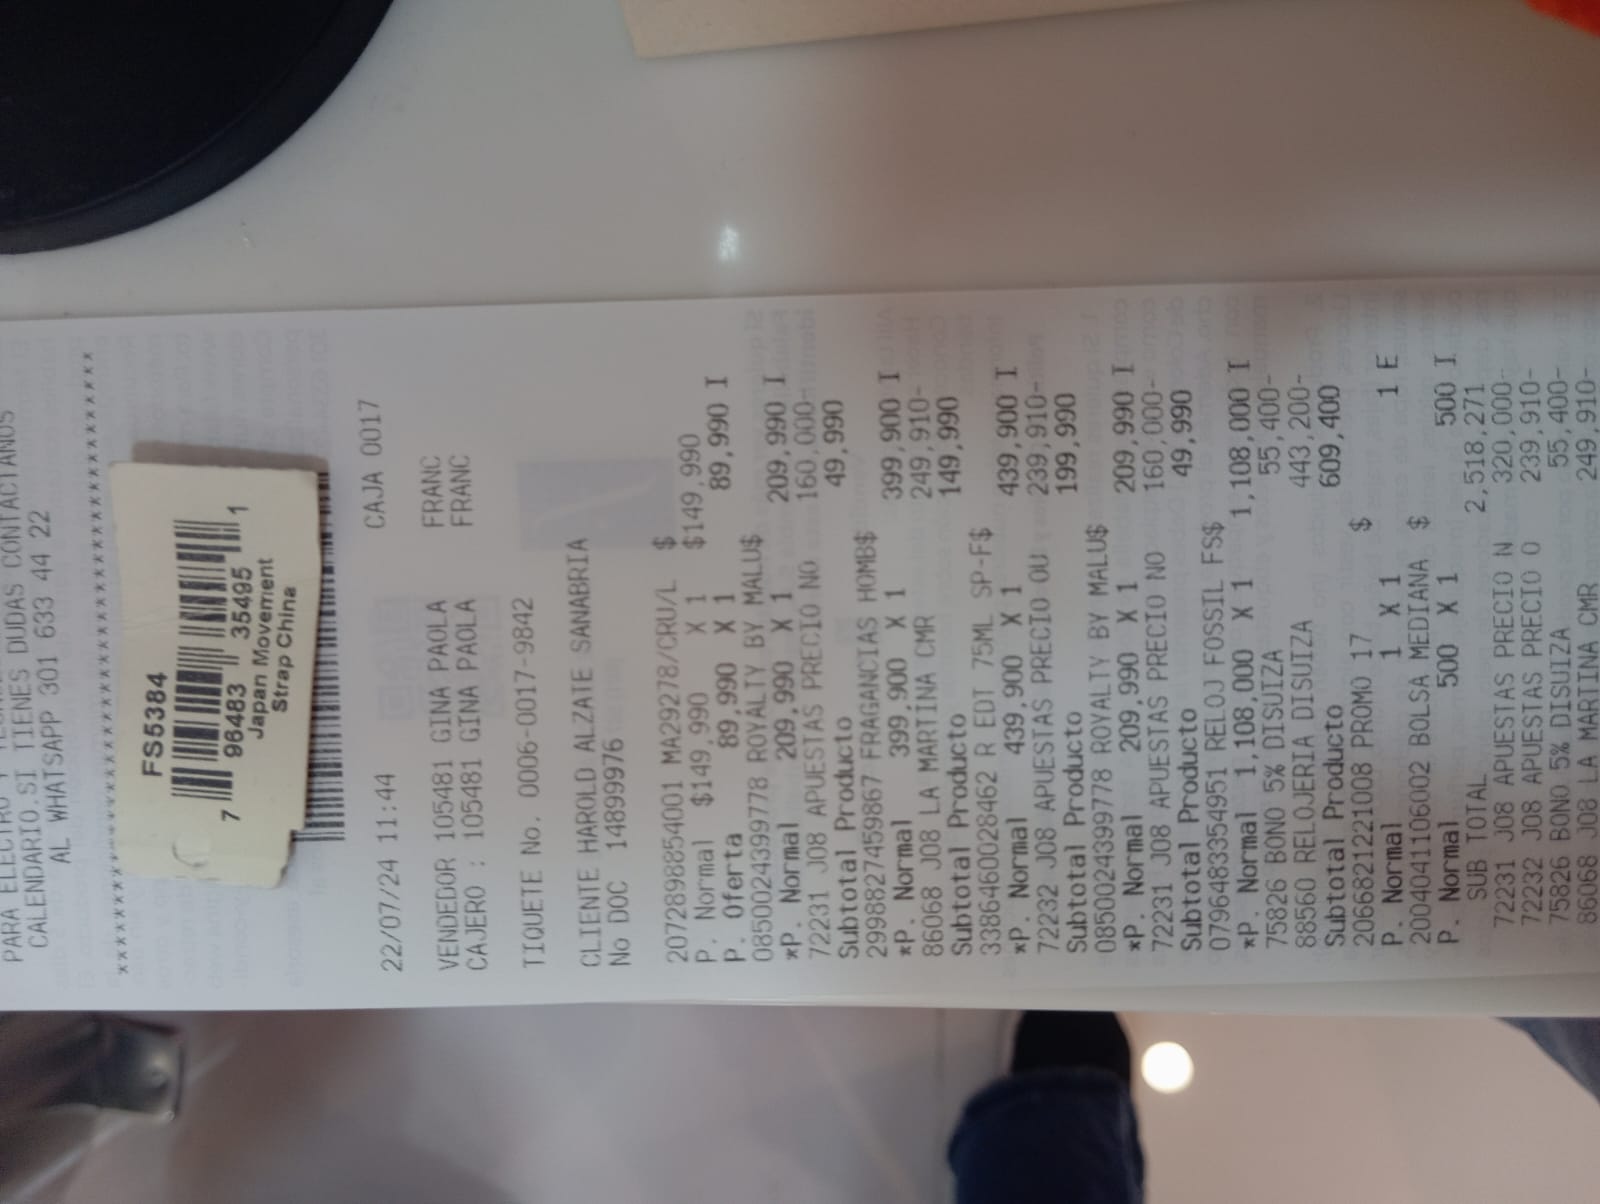 PARA ELECTRO Y
CALENDARIO.SI TIENES DUDAS CONTACTANOS
AL WHATSAPP 301 633 44 22
FS5384
7 96483 35495 1
Japan Movement
Strap China
22/07/24 11:44 CAJA 0017
VENDEDOR 105481 GINA PAOLA FRANC
CAJERO : 105481 GINA PAOLA FRANC
TIQUETE No. 0006-0017-9842
CLIENTE HAROLD ALZATE SANABRIA
No DOC 14899976
2072898854001 MA29278/CRU/L $
P. Normal $149,990 X 1 $149,990
P. Oferta 89,990 X 1 89,990 I
0850024399778 ROYALTY BY MALU$
*P. Normal 209,990 X 1 209,990 I
72231 J08 APUESTAS PRECIO NO 160,000-
Subtotal Producto 49,990
2999882745986​7 FRAGANCIAS HOMB$
*P. Normal 399,900 X 1 399,900 I
86068 J08 LA MARTINA CMR 249,910-
Subtotal Producto 149,990
3386460028462 R EDT 75ML SP-F$
*P. Normal 439,900 X 1 439,900 I
72232 J08 APUESTAS PRECIO OU 239,910-
Subtotal Producto 199,990
0850024399778 ROYALTY BY MALU$
*P. Normal 209,990 X 1 209,990 I
72231 J08 APUESTAS PRECIO NO 160,000-
Subtotal Producto 49,990
0796483354951 RELOJ FOSSIL FS$
*P. Normal 1,108,000 X 1 1,108,000 I
75826 BONO 5% DISUIZA 55,400-
88560 RELOJERIA DISUIZA 443,200-
Subtotal Producto 609,400
2066821221008 PROMO 17 $
P. Normal 1 X 1 1 E
2004041106002 BOLSA MEDIANA $
P. Normal 500 X 1 500 I
SUB TOTAL 2,518,271
72231 J08 APUESTAS PRECIO N 320,000-
72232 J08 APUESTAS PRECIO O 239,910-
75826 BONO 5% DISUIZA 55,400-
86068 J08 LA MARTINA CMR 249,910-